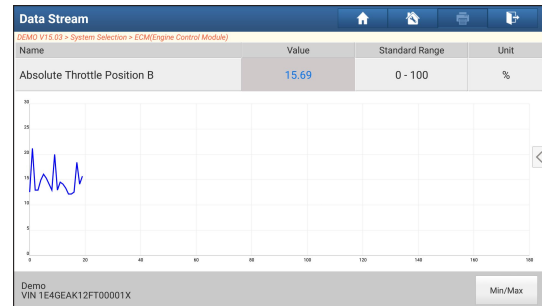 Data Stream
DEMO V15.03 > System Selection > ECM(Engine Control Module)
Name Value Standard Range Unit
Absolute Throttle Position B 15.69 0 - 100 %
30
25
20
15
10
5
0
0 20 40 60 80 100 120 140 160 180
Demo
VIN 1E4GEAK12FT00001X
Min/Max